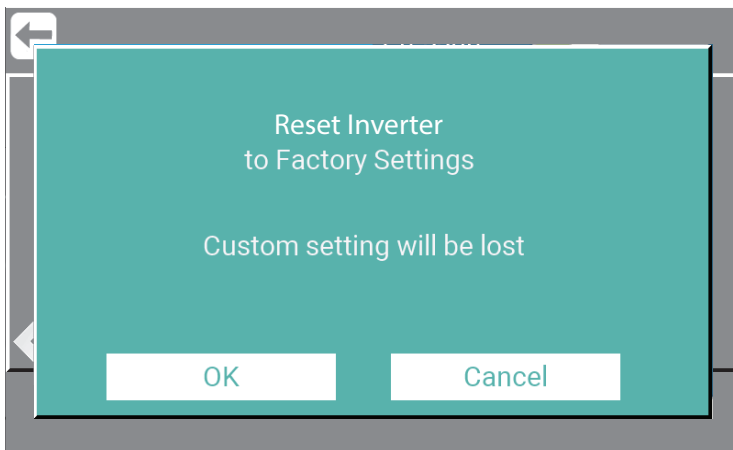 Reset Inverter
to Factory Settings
Custom setting will be lost
OK
Cancel